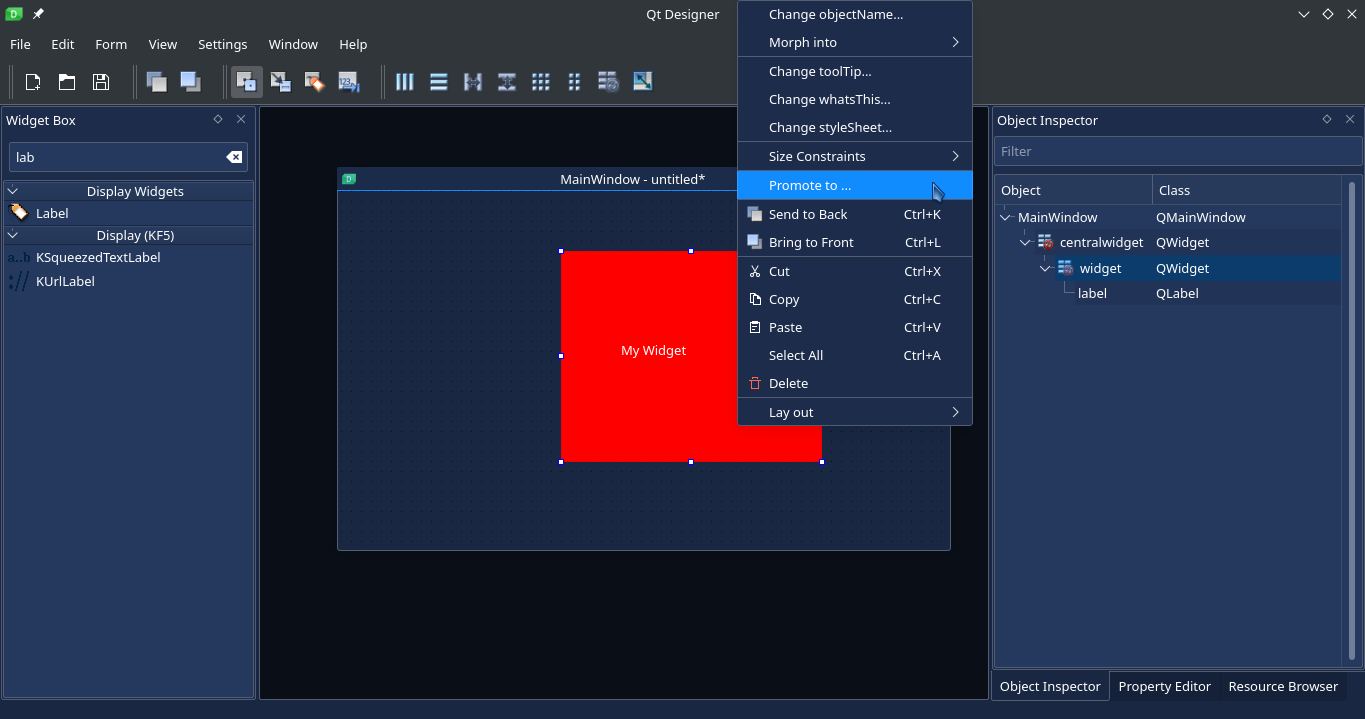 Qt Designer
File Edit Form View Settings Window Help
123
Widget Box
lab
Display Widgets
Label
Display (KF5)
a..b KSqueezedTextLabel
:// KUrlLabel
MainWindow - untitled*
My Widget
Change objectName...
Morph into
Change toolTip...
Change whatsThis...
Change styleSheet...
Size Constraints
Promote to ...
Send to Back Ctrl+K
Bring to Front Ctrl+L
Cut Ctrl+X
Copy Ctrl+C
Paste Ctrl+V
Select All Ctrl+A
Delete
Lay out
Object Inspector
Filter
Object Class
MainWindow QMainWindow
centralwidget QWidget
widget QWidget
label QLabel
Object Inspector Property Editor Resource Browser